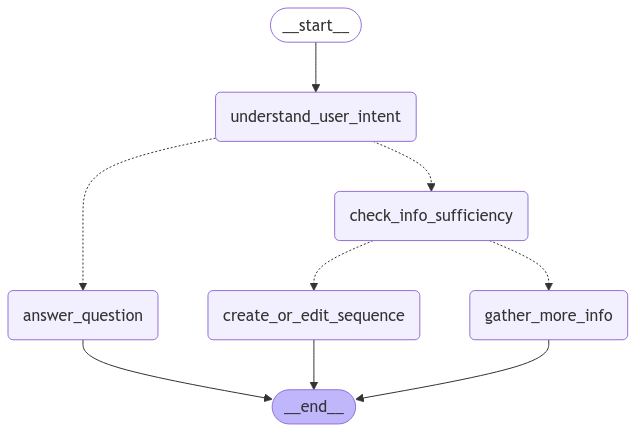 __start__
understand_user_intent
check_info_sufficiency
answer_question
create_or_edit_sequence
gather_more_info
__end__